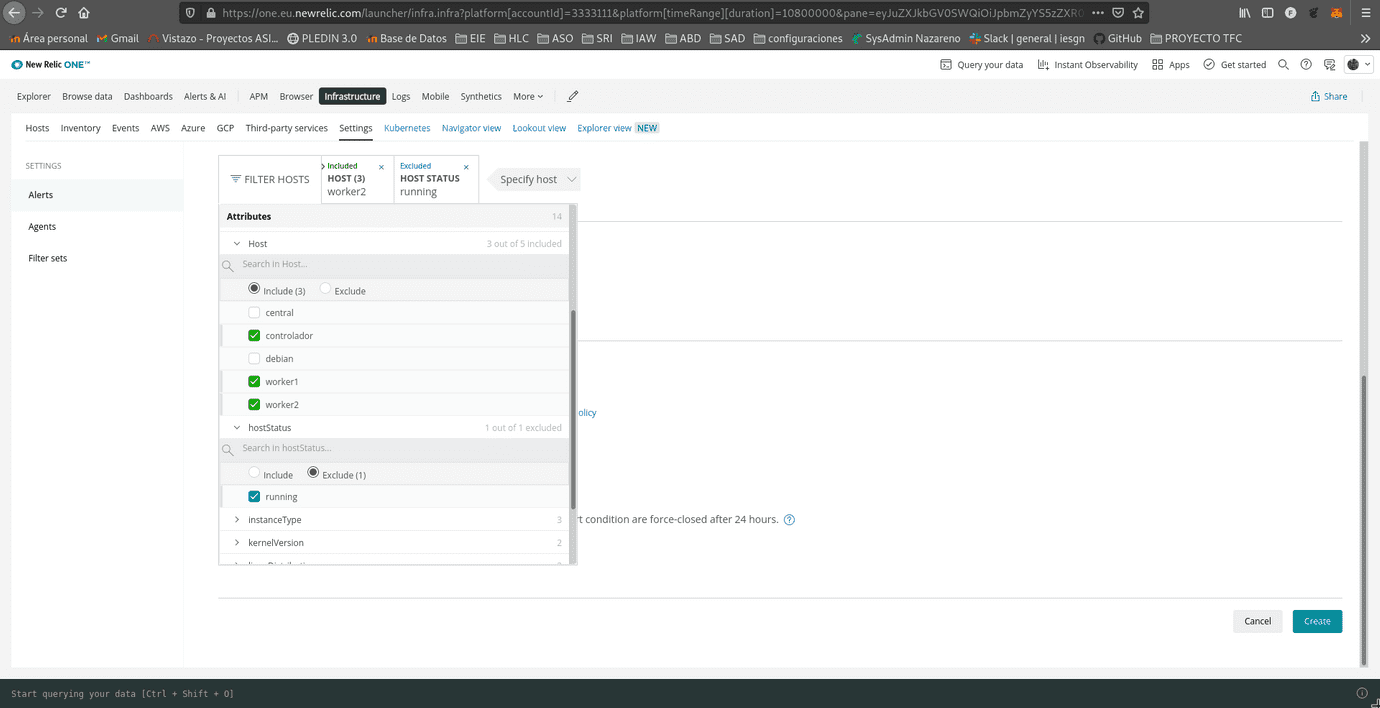 https://one.eu.newrelic.com/launcher/infra.infra?platform[accountId]=3333111&platform[timeRange][duration]=10800000&pane=eyJuZXJkbGV0SWQiOiJpbmZyYS5zZXR
Área personal Gmail Vistazo - Proyectos ASI... PLEDIN 3.0 Base de Datos EIE HLC ASO SRI IAW ABD SAD configuraciones SysAdmin Nazareno Slack | general | iesgn GitHub PROYECTO TFC
New Relic ONE™ Query your data Instant Observability Apps Get started
Explorer Browse data Dashboards Alerts & AI APM Browser Infrastructure Logs Mobile Synthetics More Share
Hosts Inventory Events AWS Azure GCP Third-party services Settings Kubernetes Navigator view Lookout view Explorer view NEW
SETTINGS
Alerts
Agents
Filter sets
FILTER HOSTS
Included
HOST (3)
worker2
Excluded
HOST STATUS
running
Specify host
Attributes 14
Host 3 out of 5 included
Search in Host...
Include (3) Exclude
central
controlador
debian
worker1
worker2
hostStatus 1 out of 1 excluded
Search in hostStatus...
Include Exclude (1)
running
instanceType 3
kernelVersion 2
olicy
rt condition are force-closed after 24 hours.
Cancel Create
Start querying your data [Ctrl + Shift + O]